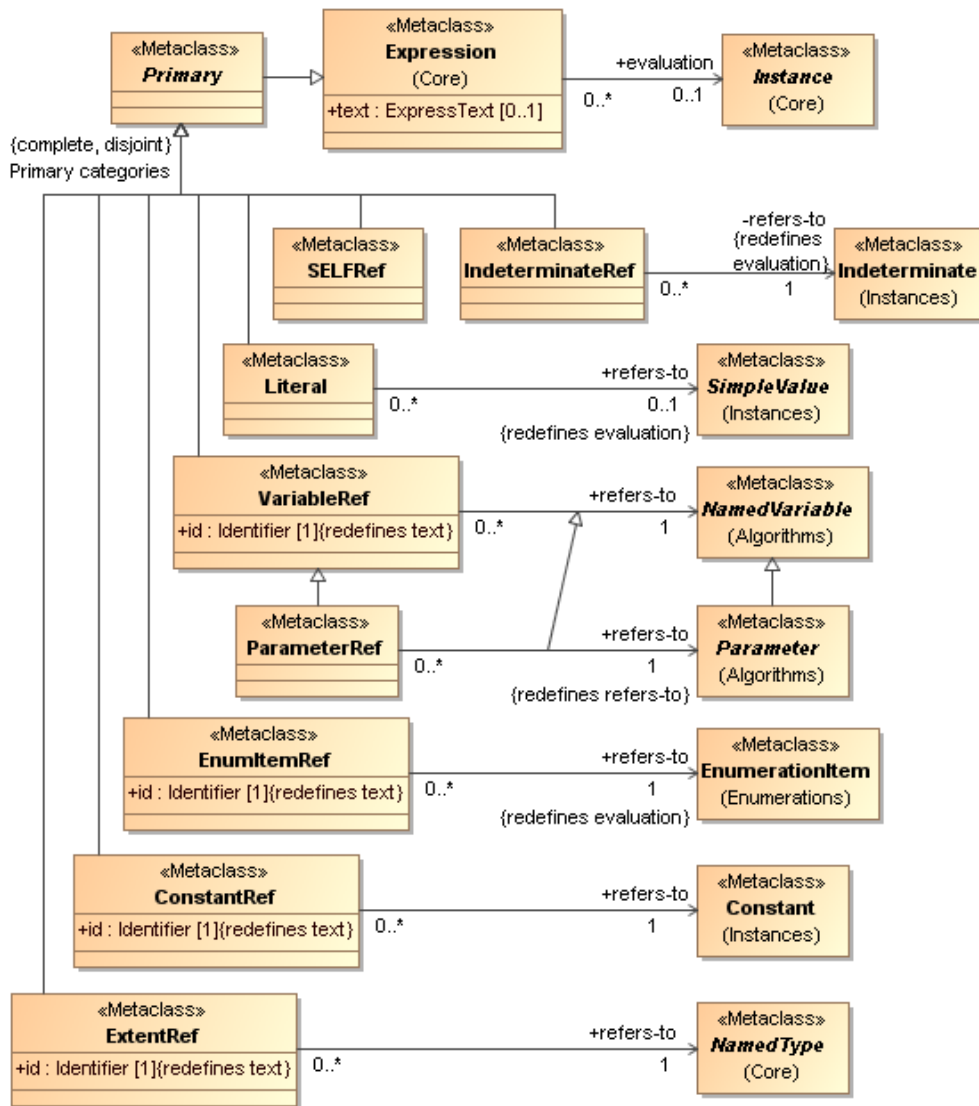 «Metaclass»
Primary
«Metaclass»
Expression
(Core)
+text : ExpressText [0..1]
+evaluation
0..*
0..1
«Metaclass»
Instance
(Core)
{complete, disjoint}
Primary categories
«Metaclass»
SELFRef
«Metaclass»
IndeterminateRef
-refers-to
{redefines
evaluation}
0..*
1
«Metaclass»
Indeterminate
(Instances)
«Metaclass»
Literal
+refers-to
0..*
0..1
{redefines evaluation}
«Metaclass»
SimpleValue
(Instances)
«Metaclass»
VariableRef
+id : Identifier [1]{redefines text}
+refers-to
0..*
1
«Metaclass»
NamedVariable
(Algorithms)
«Metaclass»
ParameterRef
+refers-to
0..*
1
{redefines refers-to}
«Metaclass»
Parameter
(Algorithms)
«Metaclass»
EnumItemRef
+id : Identifier [1]{redefines text}
+refers-to
0..*
1
{redefines evaluation}
«Metaclass»
EnumerationItem
(Enumerations)
«Metaclass»
ConstantRef
+id : Identifier [1]{redefines text}
+refers-to
0..*
1
«Metaclass»
Constant
(Instances)
«Metaclass»
ExtentRef
+id : Identifier [1]{redefines text}
+refers-to
0..*
1
«Metaclass»
NamedType
(Core)